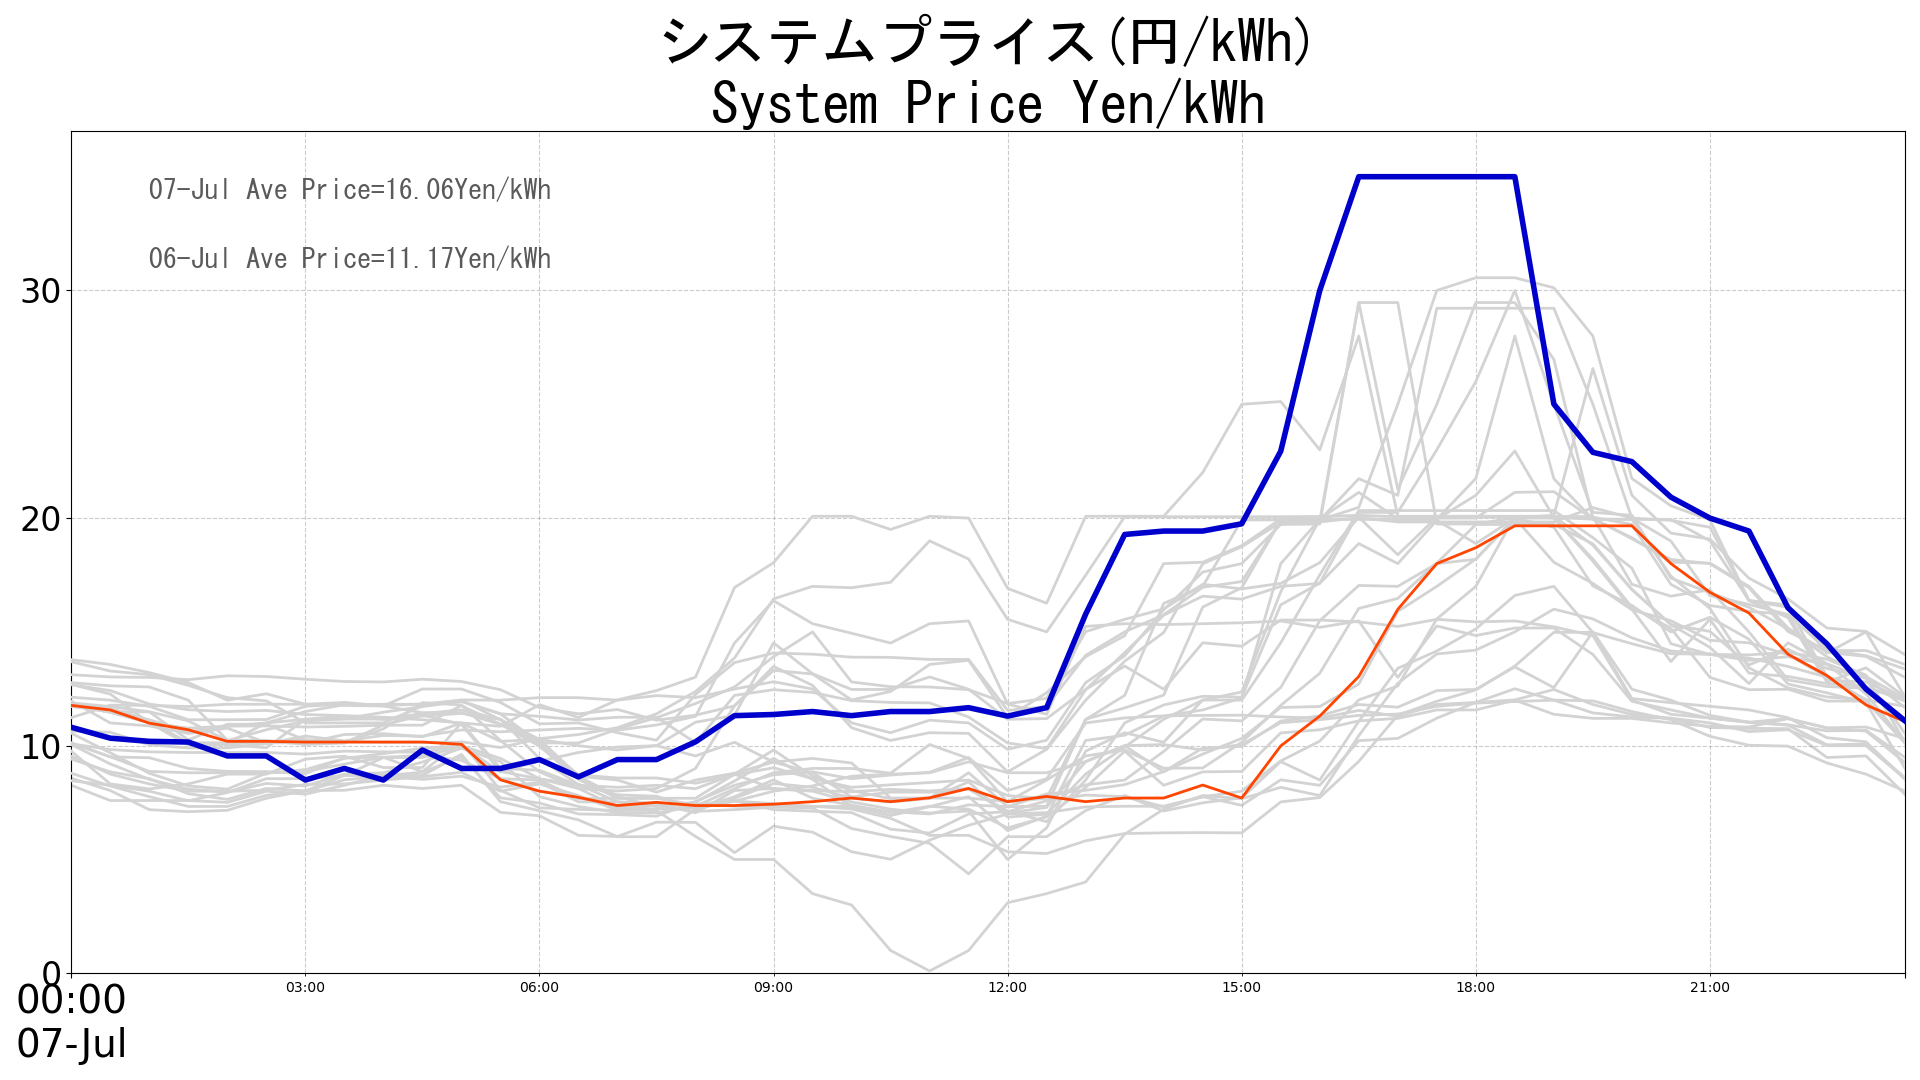 システムプライス(円/kWh)
System Price Yen/kWh
07-Jul Ave Price=16.06Yen/kWh
06-Jul Ave Price=11.17Yen/kWh
30
20
10
0
00:00 03:00 06:00 09:00 12:00 15:00 18:00 21:00
07-Jul